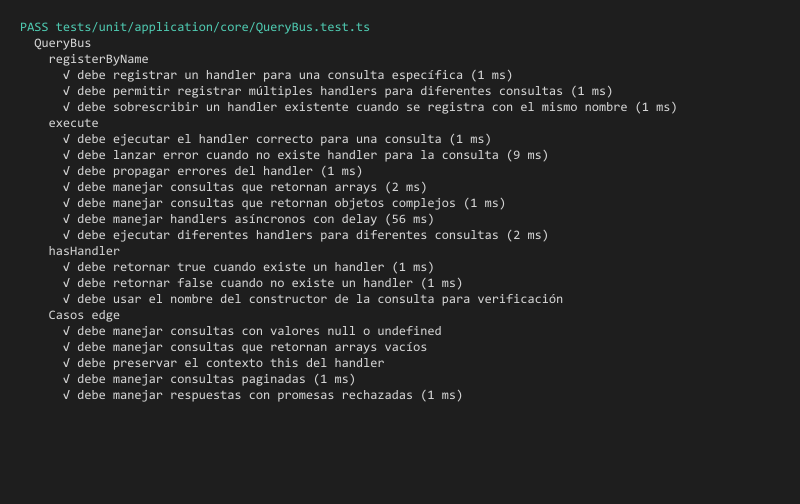 PASS tests/unit/application/core/QueryBus.test.ts
QueryBus
registerByName
√ debe registrar un handler para una consulta específica (1 ms)
√ debe permitir registrar múltiples handlers para diferentes consultas (1 ms)
√ debe sobrescribir un handler existente cuando se registra con el mismo nombre (1 ms)
execute
√ debe ejecutar el handler correcto para una consulta (1 ms)
√ debe lanzar error cuando no existe handler para la consulta (9 ms)
√ debe propagar errores del handler (1 ms)
√ debe manejar consultas que retornan arrays (2 ms)
√ debe manejar consultas que retornan objetos complejos (1 ms)
√ debe manejar handlers asíncronos con delay (56 ms)
√ debe ejecutar diferentes handlers para diferentes consultas (2 ms)
hasHandler
√ debe retornar true cuando existe un handler (1 ms)
√ debe retornar false cuando no existe un handler (1 ms)
√ debe usar el nombre del constructor de la consulta para verificación
Casos edge
√ debe manejar consultas con valores null o undefined
√ debe manejar consultas que retornan arrays vacíos
√ debe preservar el contexto this del handler
√ debe manejar consultas paginadas (1 ms)
√ debe manejar respuestas con promesas rechazadas (1 ms)